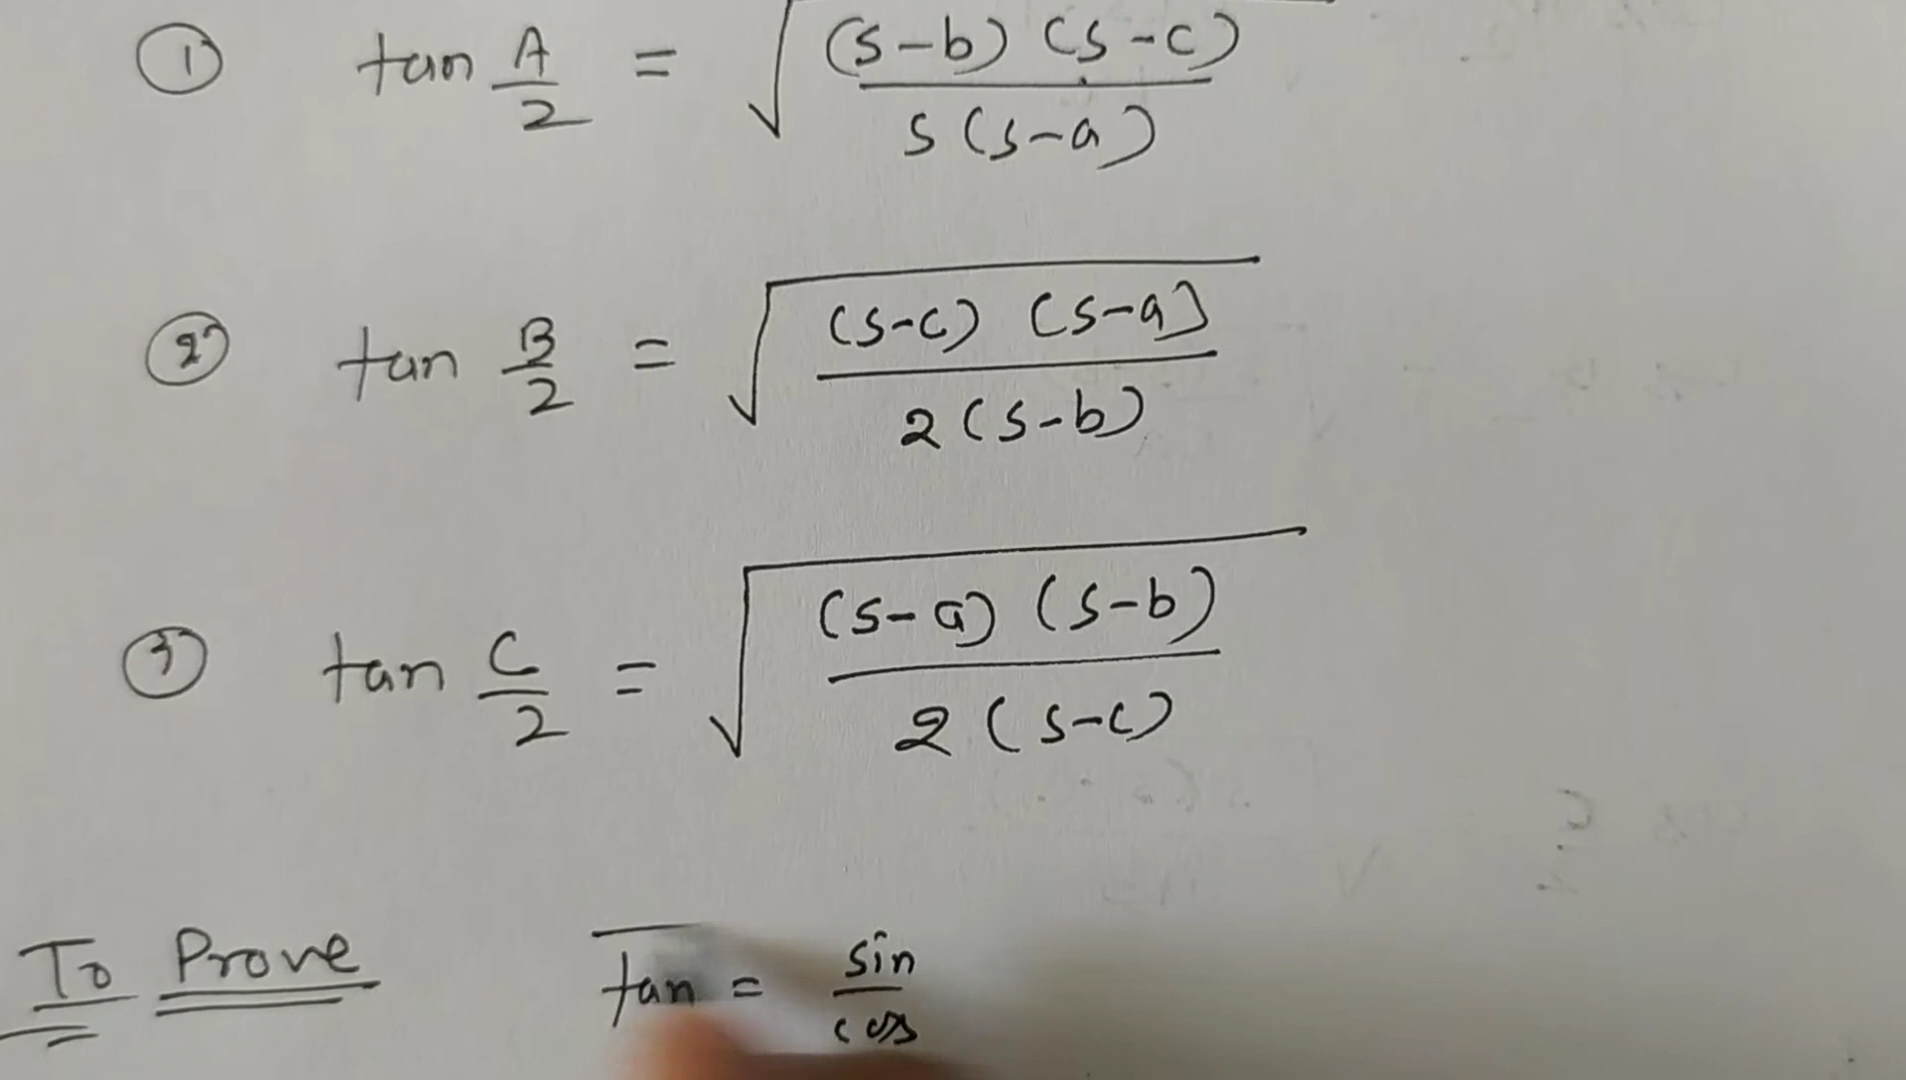 ① tan A/2 = √((s-b) (s-c) / s(s-a))
② tan B/2 = √((s-c) (s-a) / 2(s-b))
③ tan C/2 = √((s-a) (s-b) / 2(s-c))
To Prove tan = sin/cos